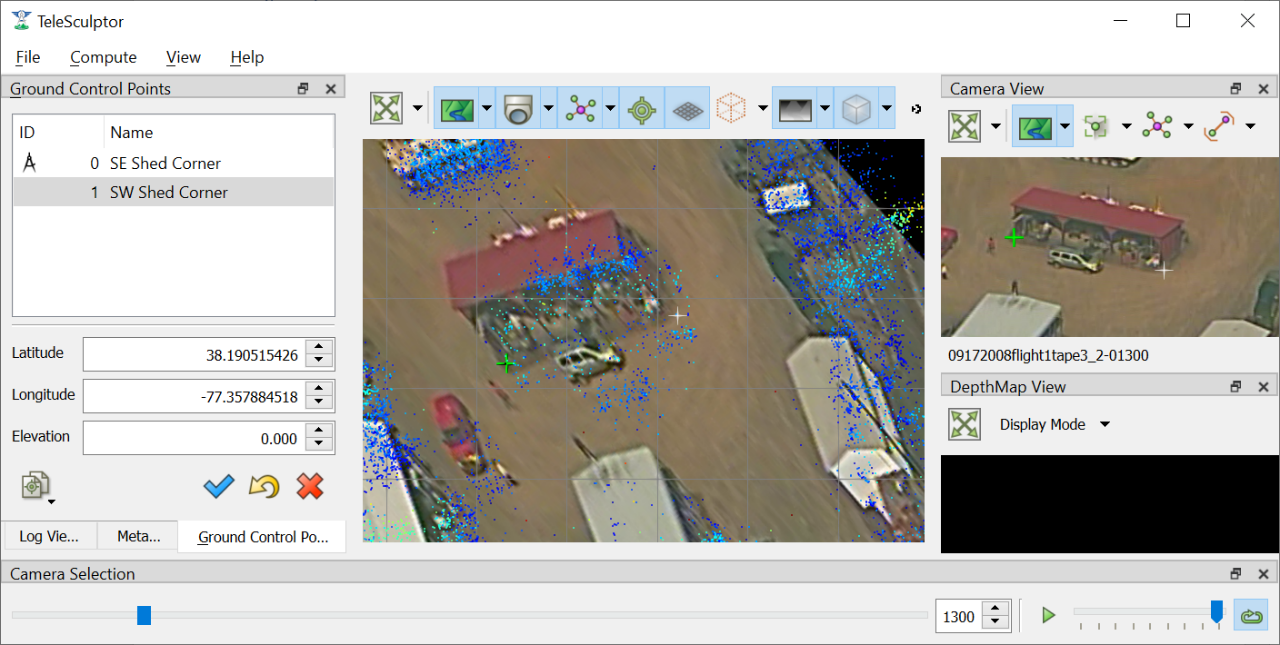 TeleSculptor
File Compute View Help
Ground Control Points
ID Name
0 SE Shed Corner
1 SW Shed Corner
Latitude 38.190515426
Longitude -77.357884518
Elevation 0.000
Log Vie... Meta... Ground Control Po...
Camera View
09172008flight1tape3_2-01300
DepthMap View
Display Mode
Camera Selection
1300